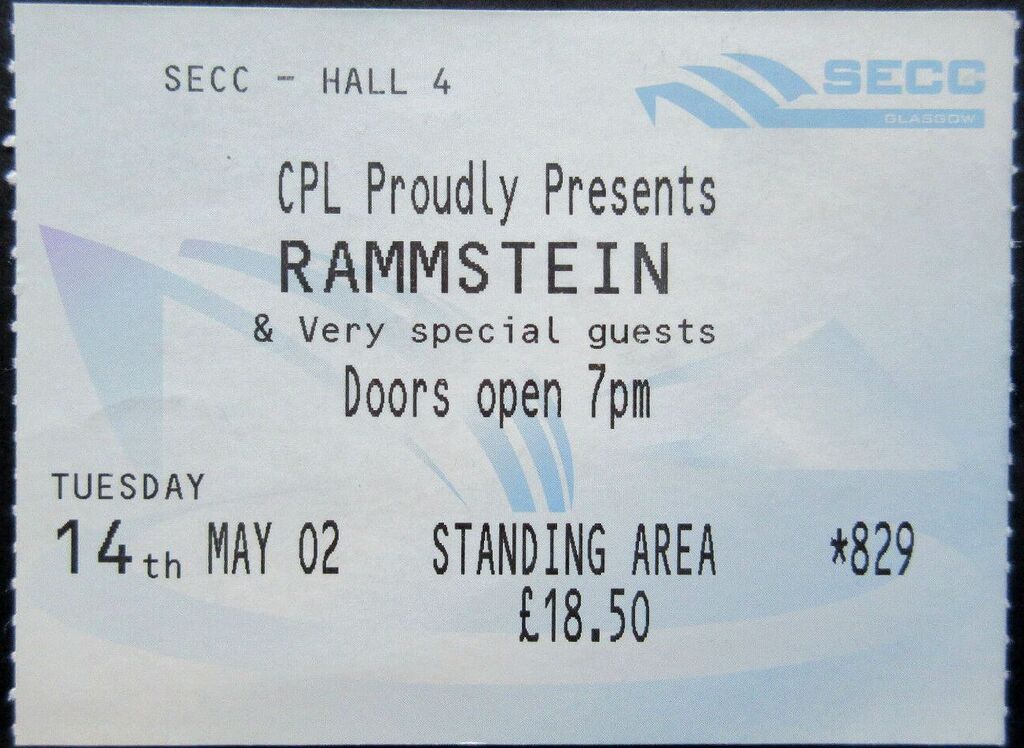 SECC - HALL 4
SECC
GLASGOW
CPL Proudly Presents
RAMMSTEIN
& Very special guests
Doors open 7pm
TUESDAY
14th MAY 02 STANDING AREA *829
£18.50